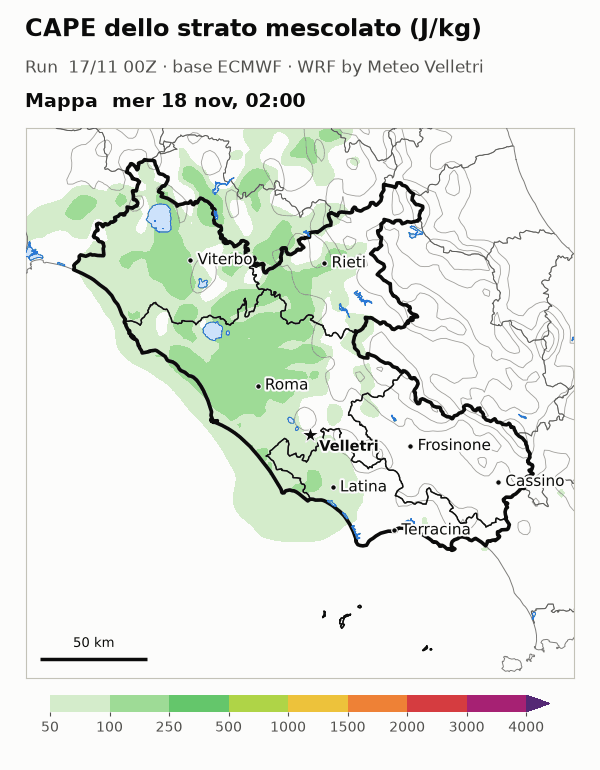 CAPE dello strato mescolato (J/kg)
Run  17/11 00Z · base ECMWF · WRF by Meteo Velletri
Mappa  mer 18 nov, 02:00
Viterbo
Rieti
Roma
Velletri
Frosinone
Latina
Cassino
Terracina
50 km
50 100 250 500 1000 1500 2000 3000 4000